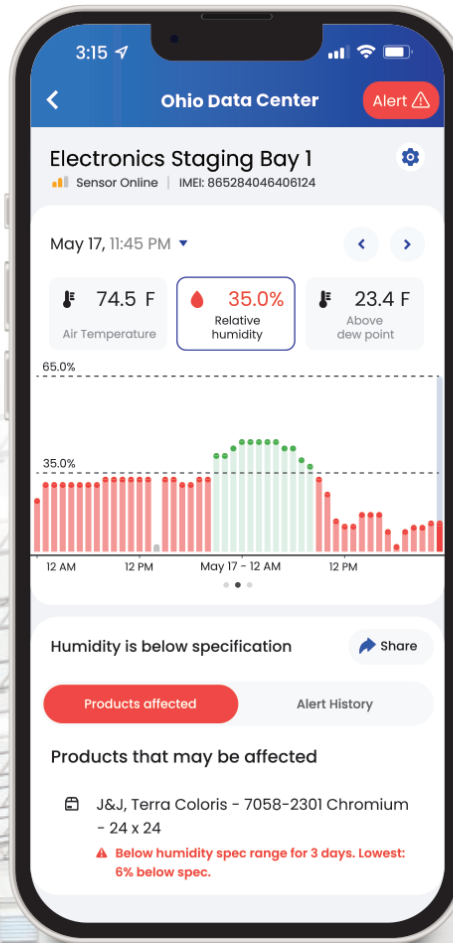 3:15
Ohio Data Center
Alert
Electronics Staging Bay 1
Sensor Online | IMEI: 865284046406124
May 17, 11:45 PM
74.5 F
Air Temperature
35.0%
Relative
humidity
23.4 F
Above
dew point
65.0%
35.0%
12 AM
12 PM
May 17 - 12 AM
12 PM
Humidity is below specification
Share
Products affected
Alert History
Products that may be affected
J&J, Terra Coloris - 7058-2301 Chromium
- 24 x 24
Below humidity spec range for 3 days. Lowest:
6% below spec.